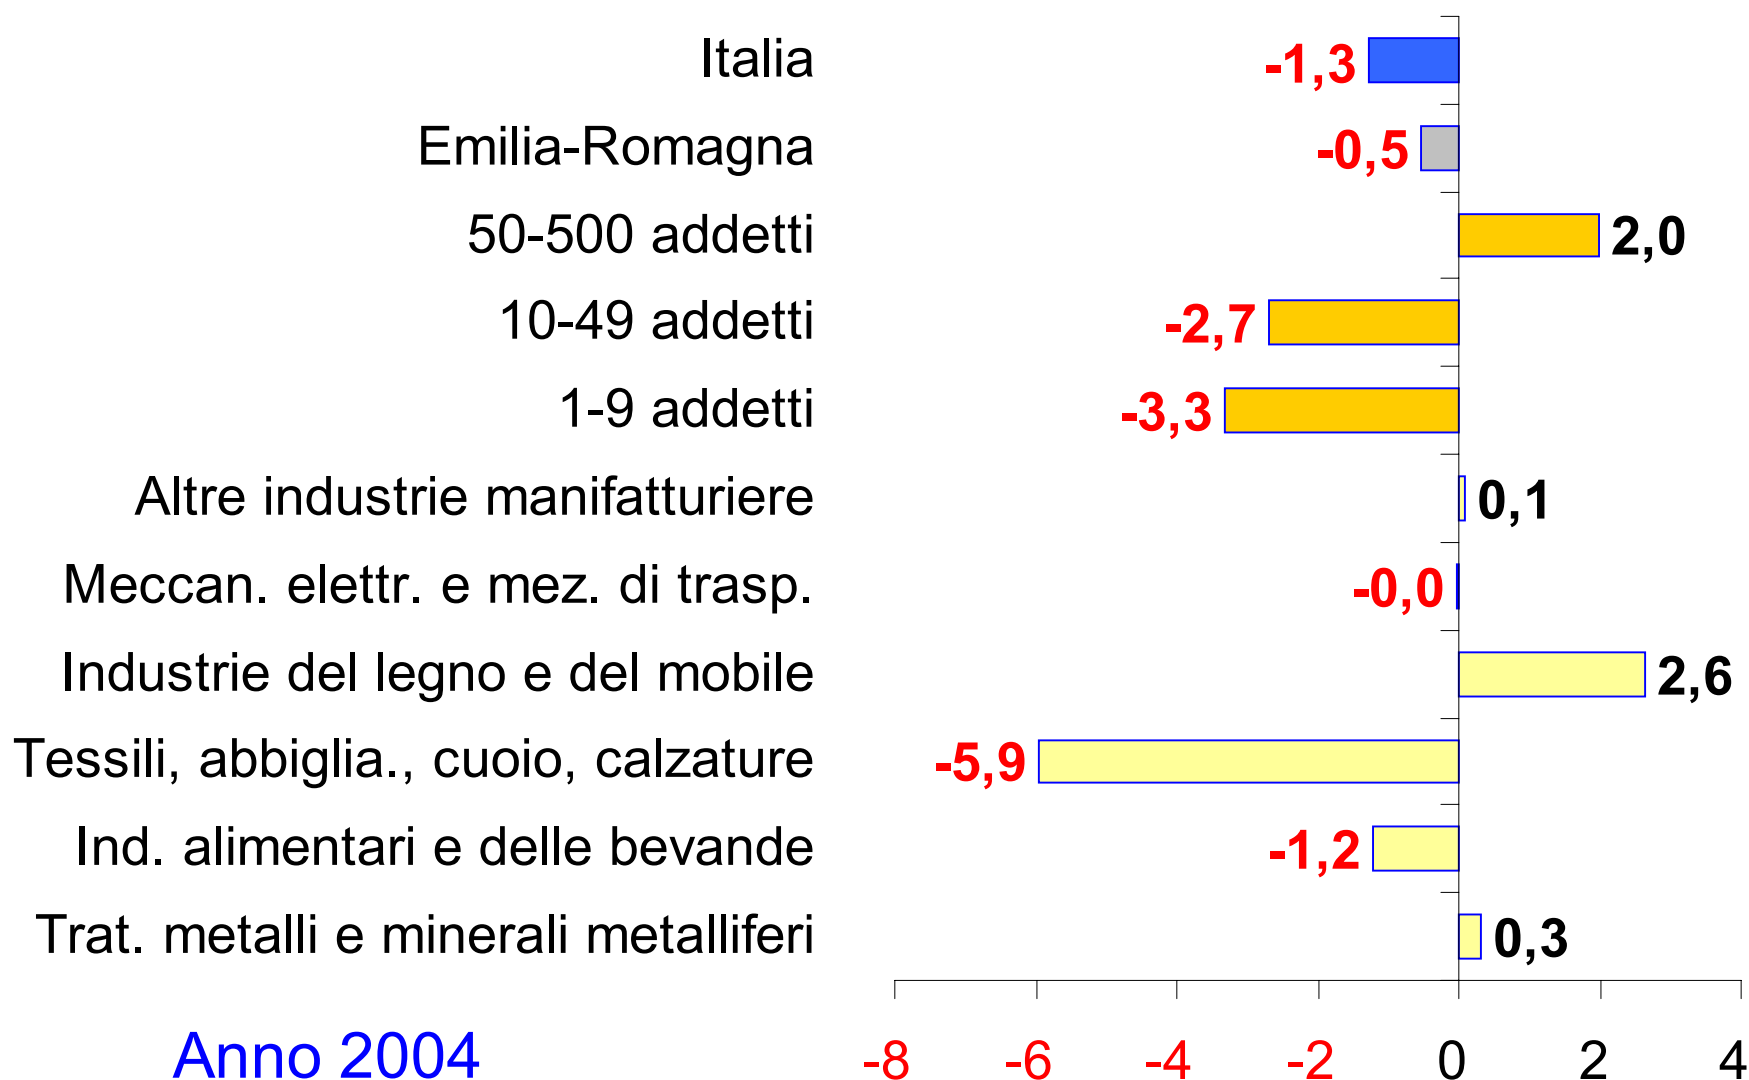 Italia -1,3
Emilia-Romagna -0,5
50-500 addetti 2,0
10-49 addetti -2,7
1-9 addetti -3,3
Altre industrie manifatturiere 0,1
Meccan. elettr. e mez. di trasp. -0,0
Industrie del legno e del mobile 2,6
Tessili, abbiglia., cuoio, calzature -5,9
Ind. alimentari e delle bevande -1,2
Trat. metalli e minerali metalliferi 0,3
Anno 2004 -8 -6 -4 -2 0 2 4